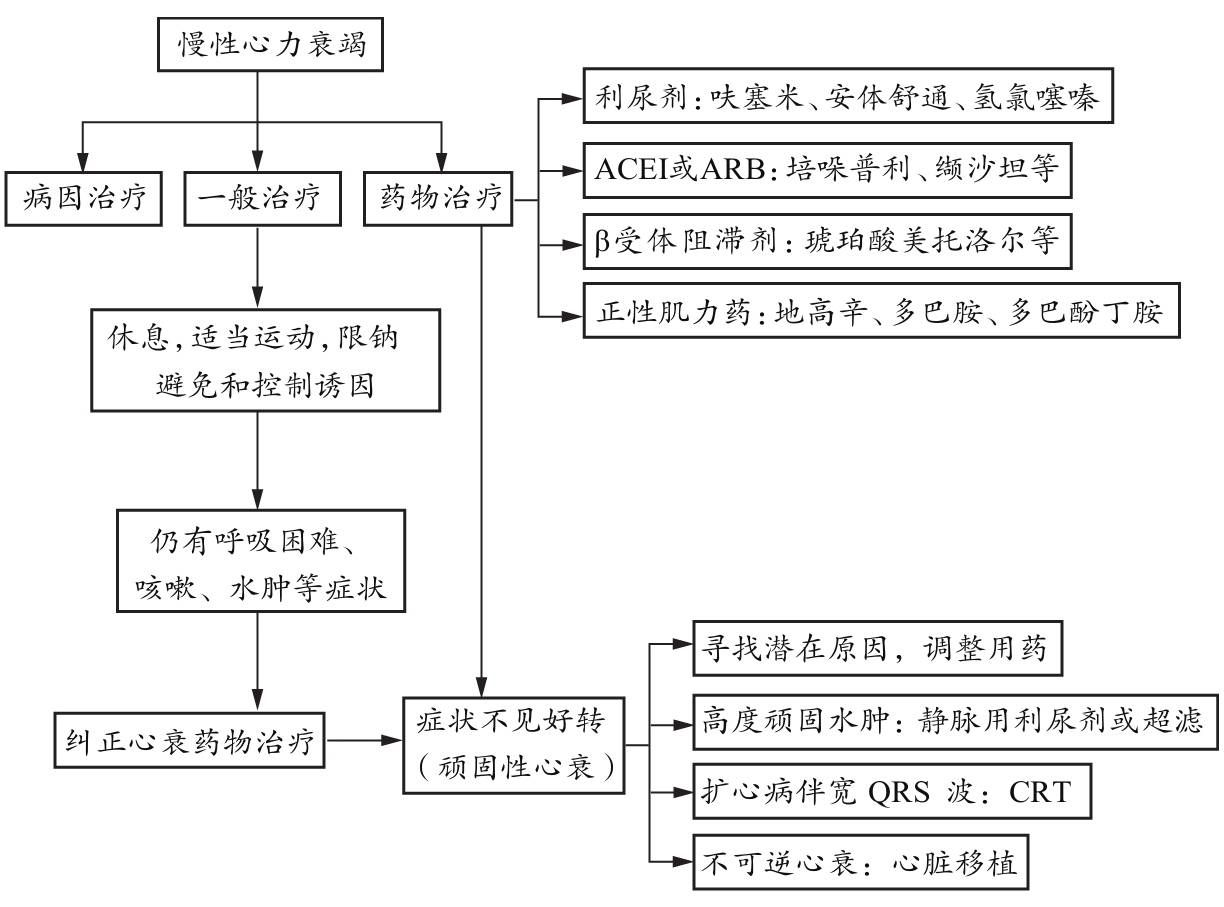 慢性心力衰竭
病因治疗
一般治疗
药物治疗
利尿剂：呋塞米、安体舒通、氢氯噻嗪
ACEI或ARB：培哚普利、缬沙坦等
β受体阻滞剂：琥珀酸美托洛尔等
正性肌力药：地高辛、多巴胺、多巴酚丁胺
休息，适当运动，限钠
避免和控制诱因
仍有呼吸困难、
咳嗽、水肿等症状
纠正心衰药物治疗
症状不见好转
（顽固性心衰）
寻找潜在原因，调整用药
高度顽固水肿：静脉用利尿剂或超滤
扩心病伴宽 QRS 波：CRT
不可逆心衰：心脏移植